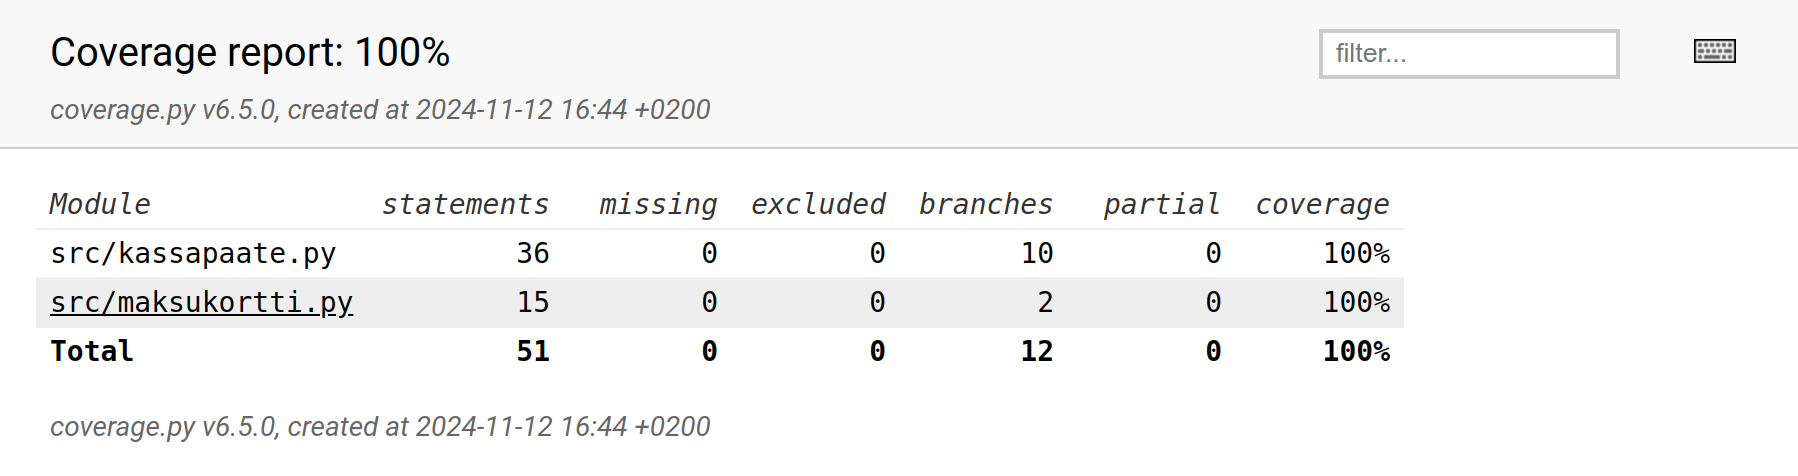 Coverage report: 100%
filter...
coverage.py v6.5.0, created at 2024-11-12 16:44 +0200
Module statements missing excluded branches partial coverage
src/kassapaate.py 36 0 0 10 0 100%
src/maksukortti.py 15 0 0 2 0 100%
Total 51 0 0 12 0 100%
coverage.py v6.5.0, created at 2024-11-12 16:44 +0200